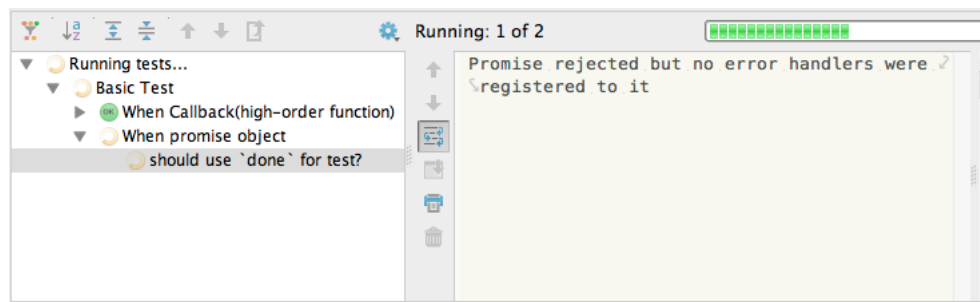 Running: 1 of 2
Running tests...
Basic Test
OK When Callback(high-order function)
When promise object
should use `done` for test?
Promise rejected but no error handlers were
registered to it